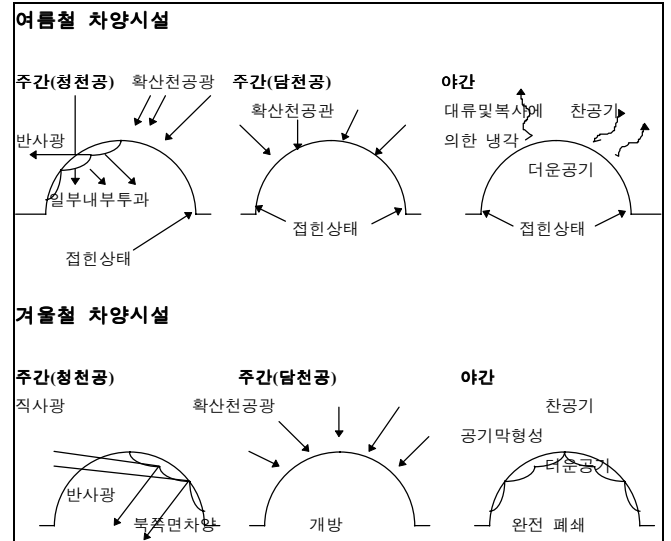 여름철 차양시설
주간(청천공) 확산천공광 주간(담천공) 야간
확산천공관 대류및복사에 찬공기
반사광 의한 냉각
더운공기
일부내부투과
접힌상태 접힌상태
접힌상태
겨울철 차양시설
주간(청천공) 주간(담천공) 야간
직사광 확산천공광 찬공기
공기막형성
더운공기
반사광
북쪽면차양 개방 완전 폐쇄